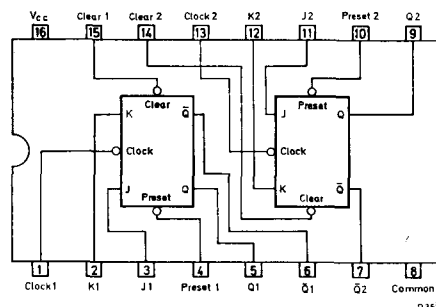 Vcc Clear 1 Clear 2 Clock 2 K2 J2 Preset 2 Q2
16 15 14 13 12 11 10 9
Clear Preset
K Q̅ J Q
Clock Clock
J Q K Q̅
Preset Clear
1 2 3 4 5 6 7 8
Clock 1 K1 J1 Preset 1 Q1 Q̅1 Q̅2 Common